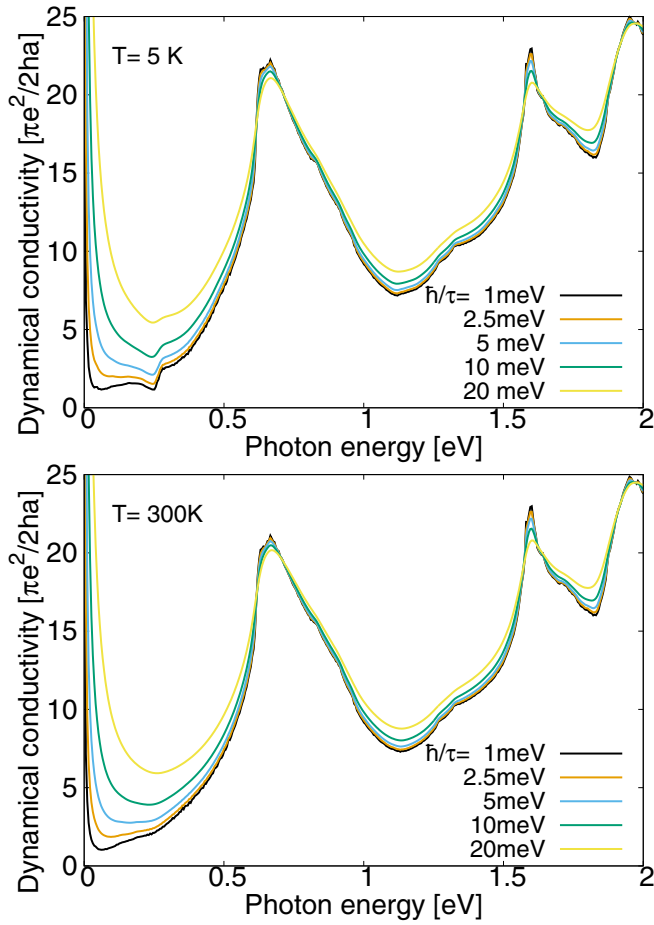 Dynamical conductivity [πe²/2ha]
25
20
15
10
5
0
T= 5 K
ħ/τ= 1meV
2.5meV
5 meV
10 meV
20 meV
0 0.5 1 1.5 2
Photon energy [eV]
Dynamical conductivity [πe²/2ha]
25
20
15
10
5
0
T= 300K
ħ/τ= 1meV
2.5meV
5meV
10meV
20meV
0 0.5 1 1.5 2
Photon energy [eV]